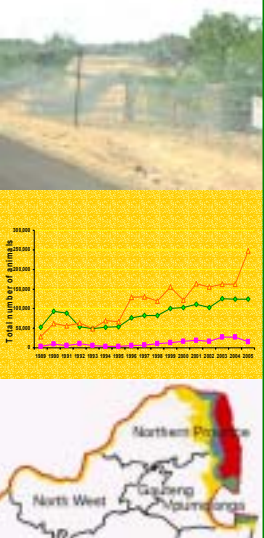 Total number of animals
300,000
250,000
200,000
150,000
100,000
50,000
0
1989 1990 1991 1992 1993 1994 1995 1996 1997 1998 1999 2000 2001 2002 2003 2004 2005
Northern Province
North West
Gauteng
Mpumalanga